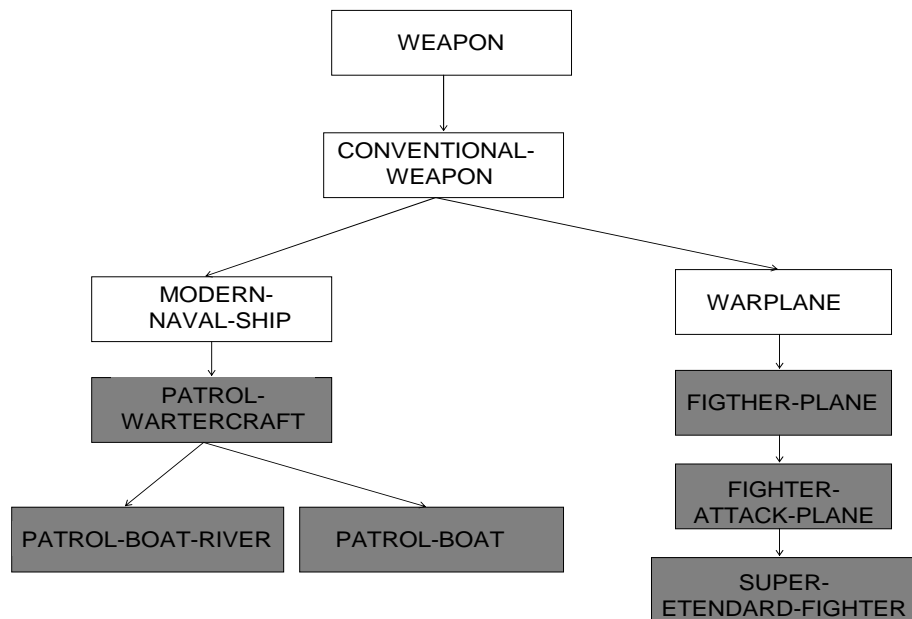 WEAPON
CONVENTIONAL-
WEAPON
MODERN-
NAVAL-SHIP
WARPLANE
PATROL-
WARTERCRAFT
FIGTHER-PLANE
FIGHTER-
ATTACK-PLANE
PATROL-BOAT-RIVER
PATROL-BOAT
SUPER-
ETENDARD-FIGHTER